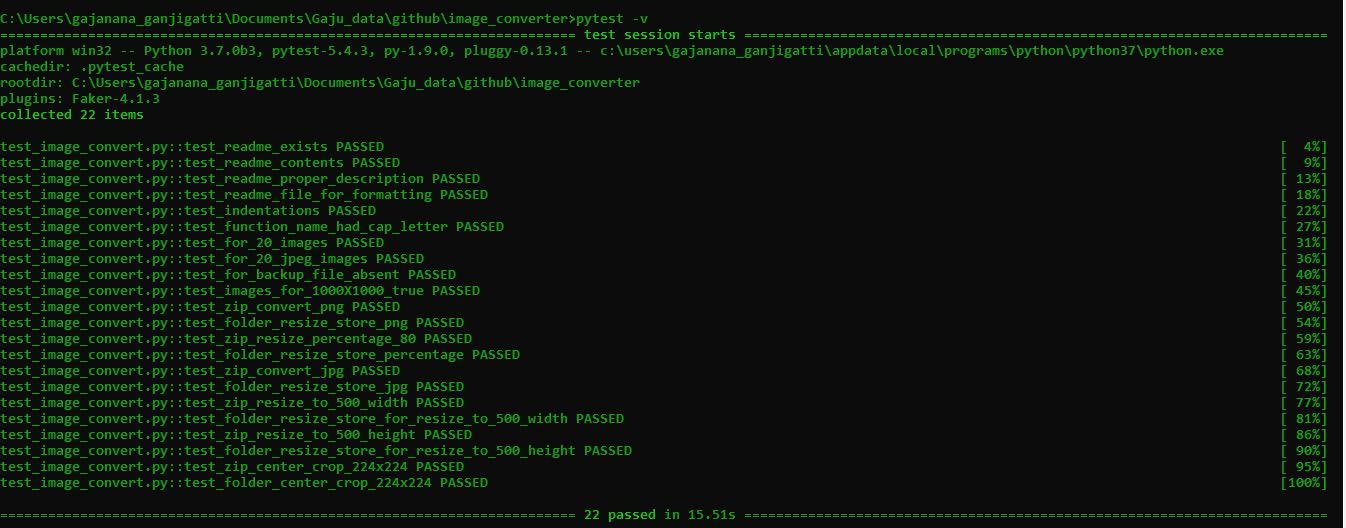 C:\Users\gajanana_ganjigatti\Documents\Gaju_data\github\image_converter>pytest -v
======================================================================== test session starts =========================================================================
platform win32 -- Python 3.7.0b3, pytest-5.4.3, py-1.9.0, pluggy-0.13.1 -- c:\users\gajanana_ganjigatti\appdata\local\programs\python\python37\python.exe
cachedir: .pytest_cache
rootdir: C:\Users\gajanana_ganjigatti\Documents\Gaju_data\github\image_converter
plugins: Faker-4.1.3
collected 22 items
test_image_convert.py::test_readme_exists PASSED [  4%]
test_image_convert.py::test_readme_contents PASSED [  9%]
test_image_convert.py::test_readme_proper_description PASSED [ 13%]
test_image_convert.py::test_readme_file_for_formatting PASSED [ 18%]
test_image_convert.py::test_indentations PASSED [ 22%]
test_image_convert.py::test_function_name_had_cap_letter PASSED [ 27%]
test_image_convert.py::test_for_20_images PASSED [ 31%]
test_image_convert.py::test_for_20_jpeg_images PASSED [ 36%]
test_image_convert.py::test_for_backup_file_absent PASSED [ 40%]
test_image_convert.py::test_images_for_1000X1000_true PASSED [ 45%]
test_image_convert.py::test_zip_convert_png PASSED [ 50%]
test_image_convert.py::test_folder_resize_store_png PASSED [ 54%]
test_image_convert.py::test_zip_resize_percentage_80 PASSED [ 59%]
test_image_convert.py::test_folder_resize_store_percentage PASSED [ 63%]
test_image_convert.py::test_zip_convert_jpg PASSED [ 68%]
test_image_convert.py::test_folder_resize_store_jpg PASSED [ 72%]
test_image_convert.py::test_zip_resize_to_500_width PASSED [ 77%]
test_image_convert.py::test_folder_resize_store_for_resize_to_500_width PASSED [ 81%]
test_image_convert.py::test_zip_resize_to_500_height PASSED [ 86%]
test_image_convert.py::test_folder_resize_store_for_resize_to_500_height PASSED [ 90%]
test_image_convert.py::test_zip_center_crop_224x224 PASSED [ 95%]
test_image_convert.py::test_folder_center_crop_224x224 PASSED [100%]
======================================================================== 22 passed in 15.51s =========================================================================